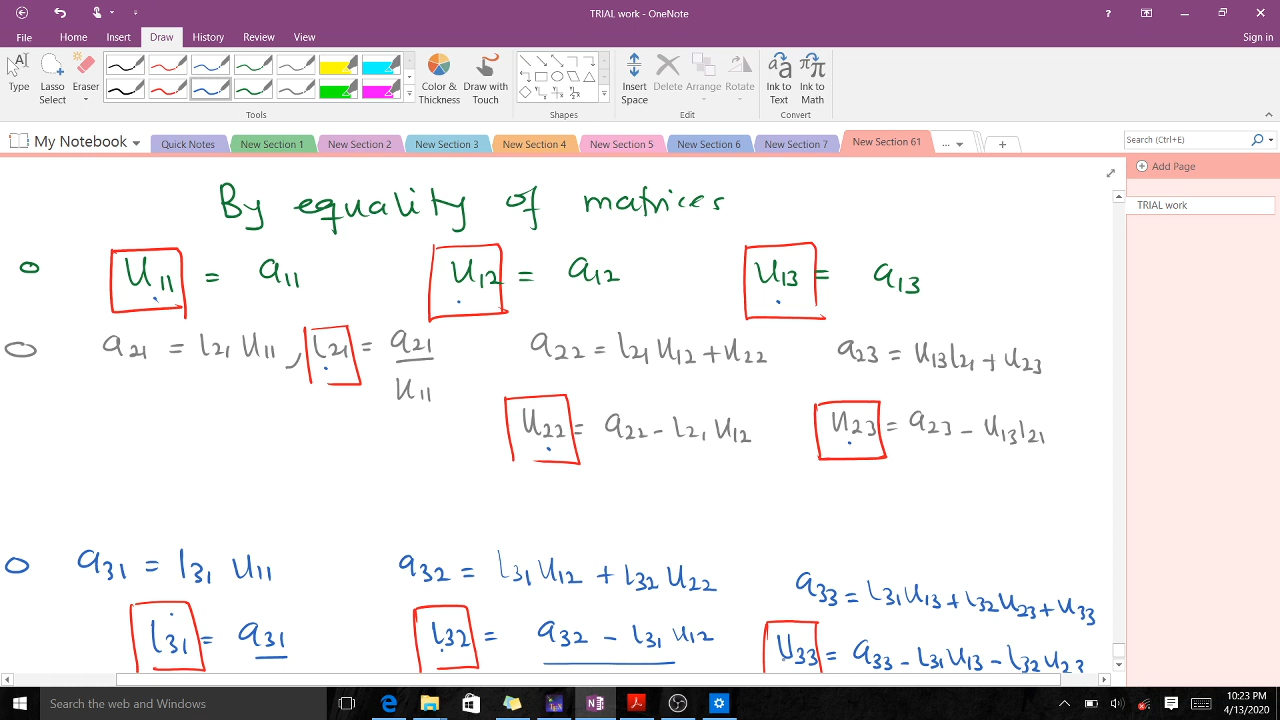 TRIAL work - OneNote
File Home Insert Draw History Review View Sign in
Type Lasso Select Eraser Color & Thickness Draw with Touch Insert Space Delete Arrange Rotate Ink to Text Ink to Math
Tools Shapes Edit Convert
My Notebook Quick Notes New Section 1 New Section 2 New Section 3 New Section 4 New Section 5 New Section 6 New Section 7 New Section 61 ... + Search (Ctrl+E)
Add Page
TRIAL work
By equality of matrices
U11 = a11 U12 = a12 U13 = a13
a21 = l21 U11 , l21 = a21 / U11 a22 = l21 U12 + U22 a23 = U13 l21 + U23
U22 = a22 - l21 U12 U23 = a23 - U13 l21
a31 = l31 U11 a32 = l31 U12 + l32 U22 a33 = l31 U13 + l32 U23 + U33
l31 = a31 l32 = a32 - l31 U12 U33 = a33 - l31 U13 - l32 U23
Search the web and Windows 10:23 PM
4/13/2020